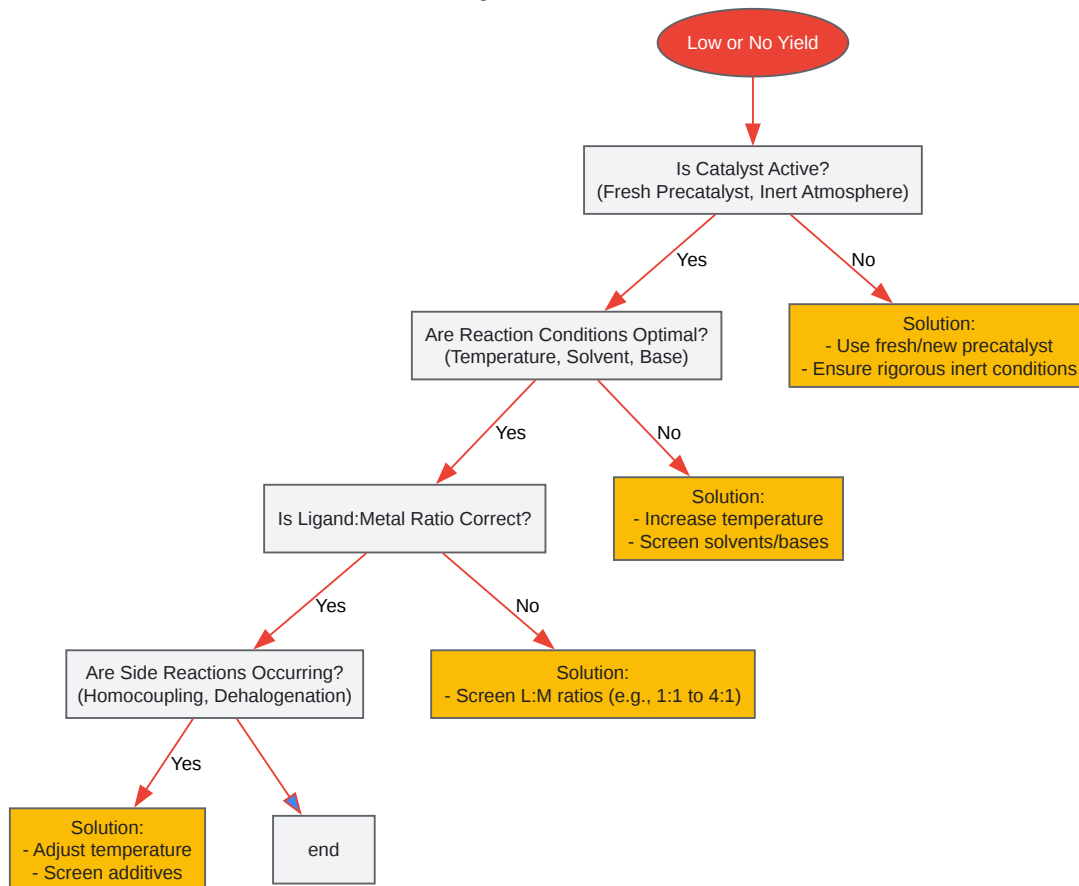 Low or No Yield
Is Catalyst Active?
(Fresh Precatalyst, Inert Atmosphere)
Yes
No
Are Reaction Conditions Optimal?
(Temperature, Solvent, Base)
Solution:
- Use fresh/new precatalyst
- Ensure rigorous inert conditions
Yes
No
Is Ligand:Metal Ratio Correct?
Solution:
- Increase temperature
- Screen solvents/bases
Yes
No
Are Side Reactions Occurring?
(Homocoupling, Dehalogenation)
Solution:
- Screen L:M ratios (e.g., 1:1 to 4:1)
Yes
Solution:
- Adjust temperature
- Screen additives
end